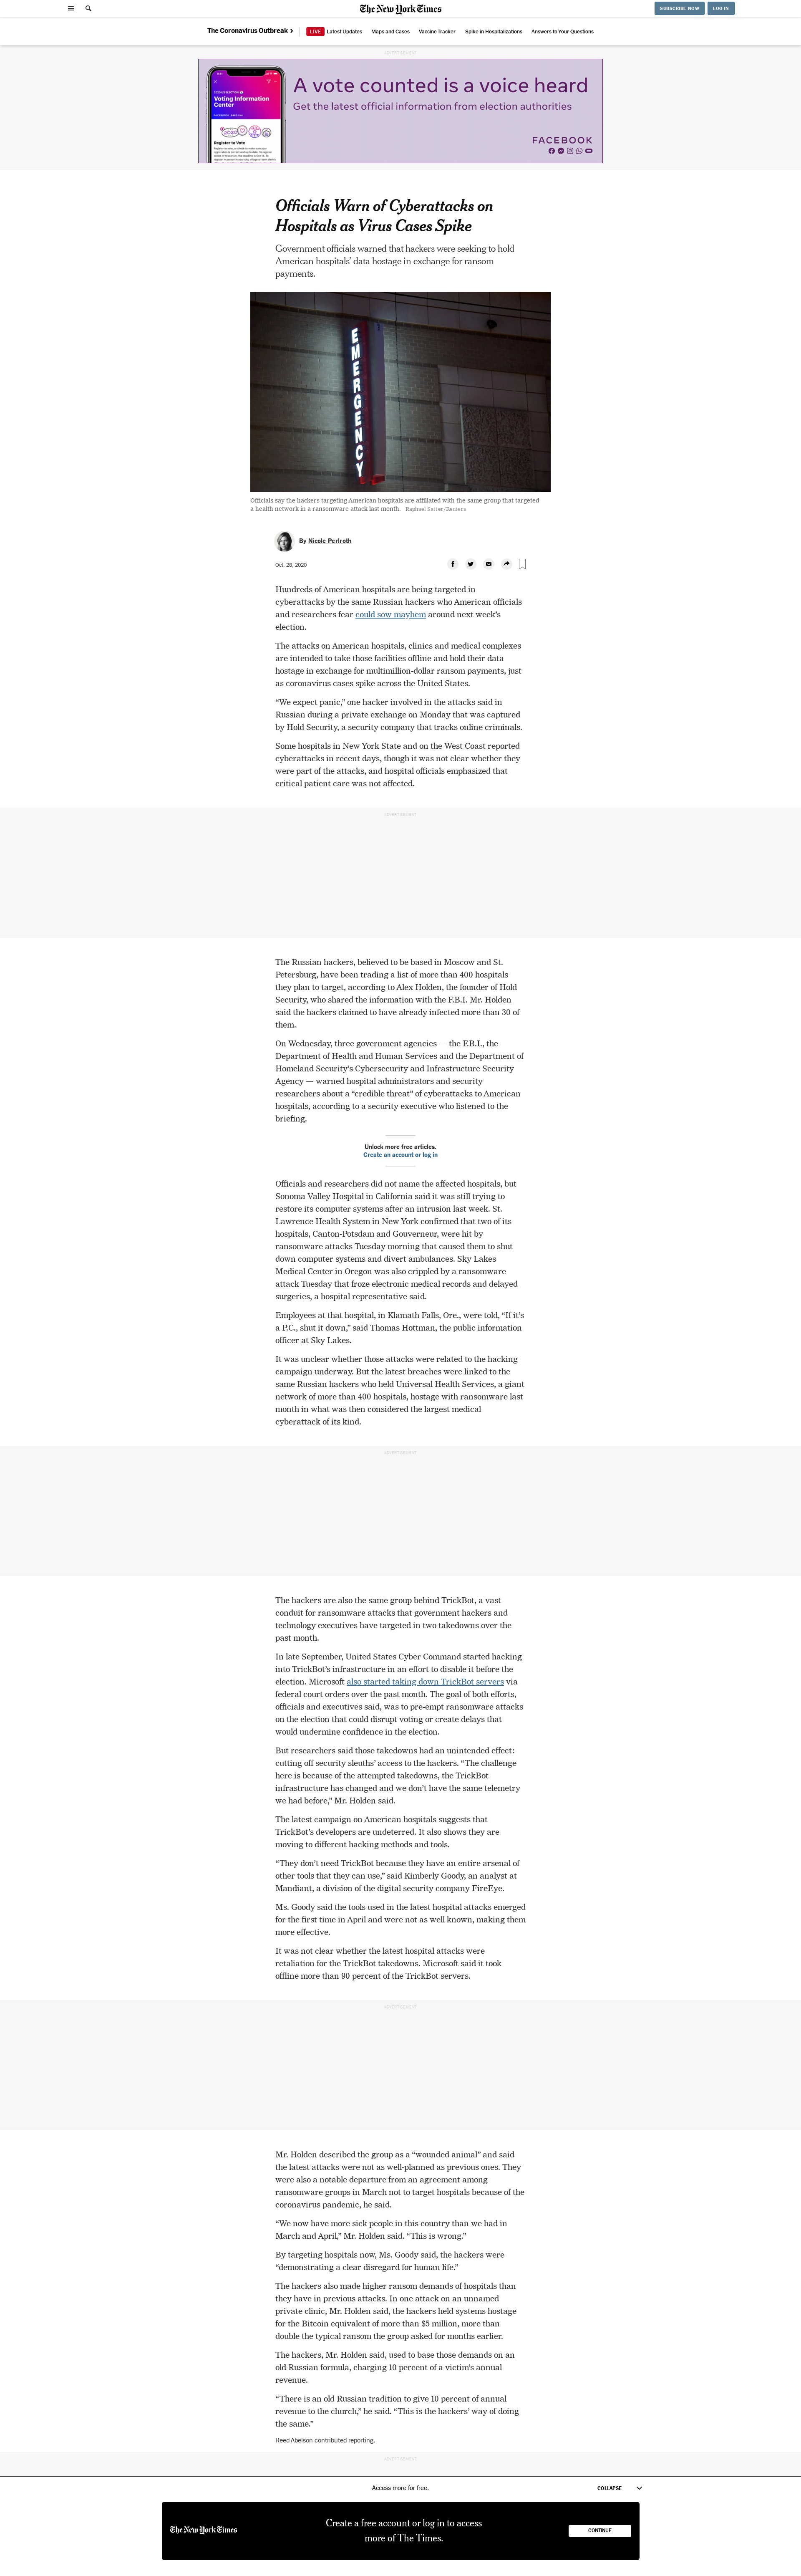 The New York Times
SUBSCRIBE NOW
LOG IN
The Coronavirus Outbreak ›
LIVE Latest Updates
Maps and Cases
Vaccine Tracker
Spike in Hospitalizations
Answers to Your Questions
ADVERTISEMENT
Voting Information
Center
2020
Register to Vote
A vote counted is a voice heard
Get the latest official information from election authorities
FACEBOOK
Officials Warn of Cyberattacks on
Hospitals as Virus Cases Spike
Government officials warned that hackers were seeking to hold
American hospitals’ data hostage in exchange for ransom
payments.
EMERGENCY
Officials say the hackers targeting American hospitals are affiliated with the same group that targeted
a health network in a ransomware attack last month. Raphael Satter/Reuters
By Nicole Perlroth
Oct. 28, 2020
Hundreds of American hospitals are being targeted in
cyberattacks by the same Russian hackers who American officials
and researchers fear could sow mayhem around next week’s
election.
The attacks on American hospitals, clinics and medical complexes
are intended to take those facilities offline and hold their data
hostage in exchange for multimillion-dollar ransom payments, just
as coronavirus cases spike across the United States.
“We expect panic,” one hacker involved in the attacks said in
Russian during a private exchange on Monday that was captured
by Hold Security, a security company that tracks online criminals.
Some hospitals in New York State and on the West Coast reported
cyberattacks in recent days, though it was not clear whether they
were part of the attacks, and hospital officials emphasized that
critical patient care was not affected.
ADVERTISEMENT
The Russian hackers, believed to be based in Moscow and St.
Petersburg, have been trading a list of more than 400 hospitals
they plan to target, according to Alex Holden, the founder of Hold
Security, who shared the information with the F.B.I. Mr. Holden
said the hackers claimed to have already infected more than 30 of
them.
On Wednesday, three government agencies — the F.B.I., the
Department of Health and Human Services and the Department of
Homeland Security’s Cybersecurity and Infrastructure Security
Agency — warned hospital administrators and security
researchers about a “credible threat” of cyberattacks to American
hospitals, according to a security executive who listened to the
briefing.
Unlock more free articles.
Create an account or log in
Officials and researchers did not name the affected hospitals, but
Sonoma Valley Hospital in California said it was still trying to
restore its computer systems after an intrusion last week. St.
Lawrence Health System in New York confirmed that two of its
hospitals, Canton-Potsdam and Gouverneur, were hit by
ransomware attacks Tuesday morning that caused them to shut
down computer systems and divert ambulances. Sky Lakes
Medical Center in Oregon was also crippled by a ransomware
attack Tuesday that froze electronic medical records and delayed
surgeries, a hospital representative said.
Employees at that hospital, in Klamath Falls, Ore., were told, “If it’s
a P.C., shut it down,” said Thomas Hottman, the public information
officer at Sky Lakes.
It was unclear whether those attacks were related to the hacking
campaign underway. But the latest breaches were linked to the
same Russian hackers who held Universal Health Services, a giant
network of more than 400 hospitals, hostage with ransomware last
month in what was then considered the largest medical
cyberattack of its kind.
ADVERTISEMENT
The hackers are also the same group behind TrickBot, a vast
conduit for ransomware attacks that government hackers and
technology executives have targeted in two takedowns over the
past month.
In late September, United States Cyber Command started hacking
into TrickBot’s infrastructure in an effort to disable it before the
election. Microsoft also started taking down TrickBot servers via
federal court orders over the past month. The goal of both efforts,
officials and executives said, was to pre-empt ransomware attacks
on the election that could disrupt voting or create delays that
would undermine confidence in the election.
But researchers said those takedowns had an unintended effect:
cutting off security sleuths’ access to the hackers. “The challenge
here is because of the attempted takedowns, the TrickBot
infrastructure has changed and we don’t have the same telemetry
we had before,” Mr. Holden said.
The latest campaign on American hospitals suggests that
TrickBot’s developers are undeterred. It also shows they are
moving to different hacking methods and tools.
“They don’t need TrickBot because they have an entire arsenal of
other tools that they can use,” said Kimberly Goody, an analyst at
Mandiant, a division of the digital security company FireEye.
Ms. Goody said the tools used in the latest hospital attacks emerged
for the first time in April and were not as well known, making them
more effective.
It was not clear whether the latest hospital attacks were
retaliation for the TrickBot takedowns. Microsoft said it took
offline more than 90 percent of the TrickBot servers.
ADVERTISEMENT
Mr. Holden described the group as a “wounded animal” and said
the latest attacks were not as well-planned as previous ones. They
were also a notable departure from an agreement among
ransomware groups in March not to target hospitals because of the
coronavirus pandemic, he said.
“We now have more sick people in this country than we had in
March and April,” Mr. Holden said. “This is wrong.”
By targeting hospitals now, Ms. Goody said, the hackers were
“demonstrating a clear disregard for human life.”
The hackers also made higher ransom demands of hospitals than
they have in previous attacks. In one attack on an unnamed
private clinic, Mr. Holden said, the hackers held systems hostage
for the Bitcoin equivalent of more than $5 million, more than
double the typical ransom the group asked for months earlier.
The hackers, Mr. Holden said, used to base those demands on an
old Russian formula, charging 10 percent of a victim’s annual
revenue.
“There is an old Russian tradition to give 10 percent of annual
revenue to the church,” he said. “This is the hackers’ way of doing
the same.”
Reed Abelson contributed reporting.
ADVERTISEMENT
Access more for free.
COLLAPSE
The New York Times
Create a free account or log in to access
more of The Times.
CONTINUE